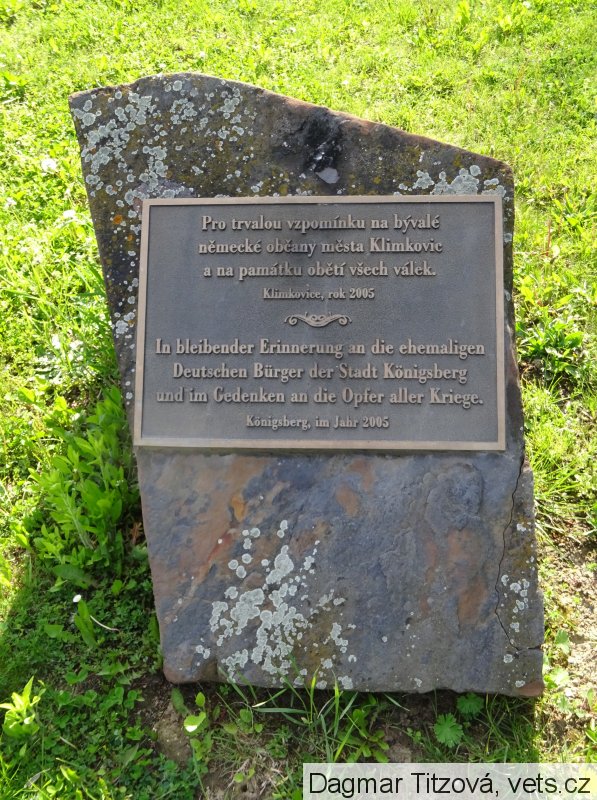 Pro trvalou vzpomínku na bývalé
německé občany města Klimkovic
a na památku obětí všech válek.
Klimkovice, rok 2005
In bleibender Erinnerung an die ehemaligen
Deutschen Bürger der Stadt Königsberg
und im Gedenken an die Opfer aller Kriege.
Königsberg, im Jahr 2005
Dagmar Titzová, vets.cz